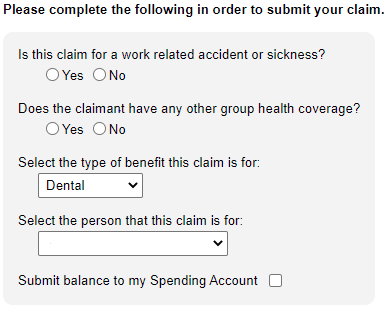 Please complete the following in order to submit your claim.
Is this claim for a work related accident or sickness?
Yes No
Does the claimant have any other group health coverage?
Yes No
Select the type of benefit this claim is for:
Dental
Select the person that this claim is for:
Submit balance to my Spending Account